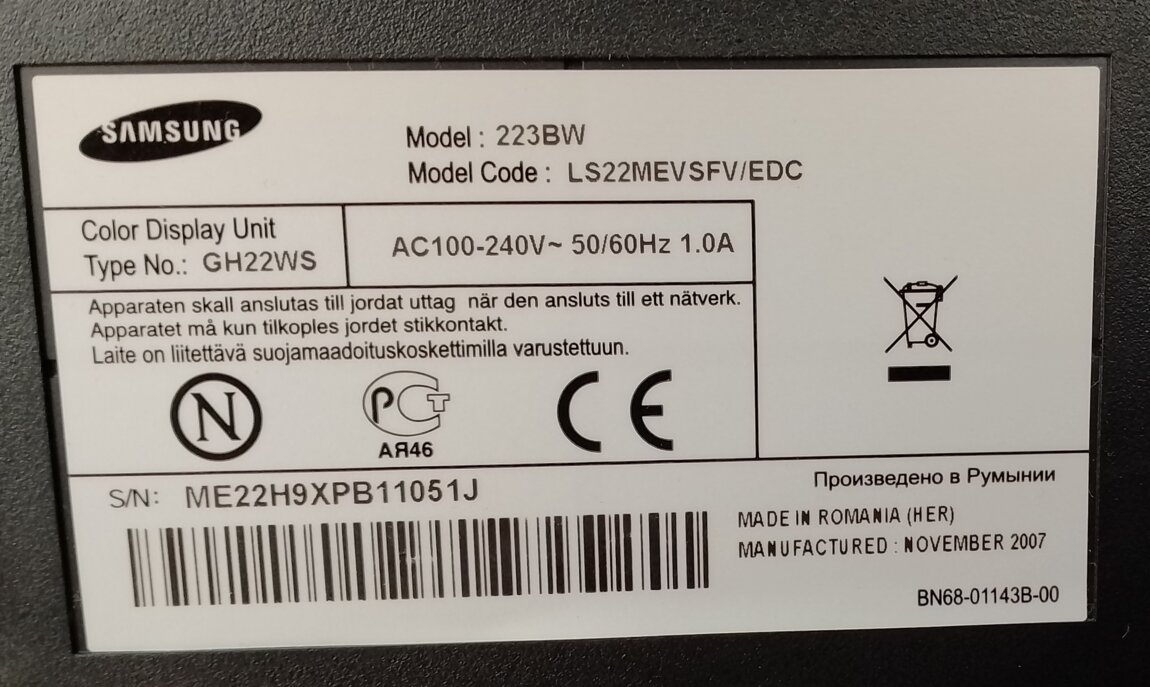 SAMSUNG
Model : 223BW
Model Code : LS22MEVSFV/EDC
Color Display Unit
Type No.: GH22WS
AC100-240V~ 50/60Hz 1.0A
Apparaten skall anslutas till jordat uttag när den ansluts till ett nätverk.
Apparatet må kun tilkoples jordet stikkontakt.
Laite on liitettävä suojamaadoituskoskettimilla varustettuun.
N
РСТ
АЯ46
CE
S/N: ME22H9XPB11051J
Произведено в Румынии
MADE IN ROMANIA (HER)
MANUFACTURED : NOVEMBER 2007
BN68-01143B-00